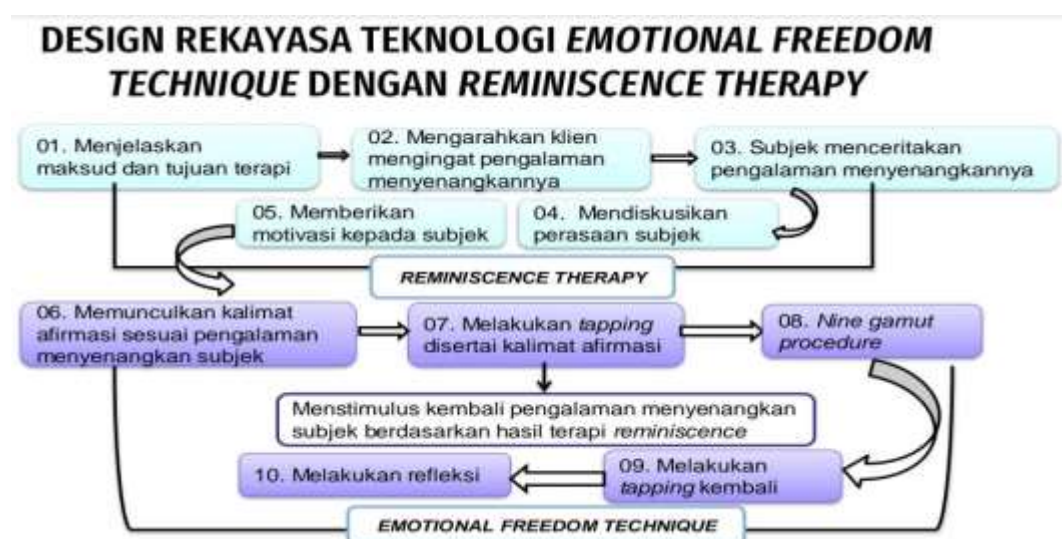 DESIGN REKAYASA TEKNOLOGI EMOTIONAL FREEDOM
TECHNIQUE DENGAN REMINISCENCE THERAPY
01. Menjelaskan
maksud dan tujuan terapi
02. Mengarahkan klien
mengingat pengalaman
menyenangkannya
03. Subjek menceritakan
pengalaman menyenangkannya
04. Mendiskusikan
perasaan subjek
05. Memberikan
motivasi kepada subjek
REMINISCENCE THERAPY
06. Memunculkan kalimat
afirmasi sesuai pengalaman
menyenangkan subjek
07. Melakukan tapping
disertai kalimat afirmasi
08. Nine gamut
procedure
Menstimulus kembali pengalaman menyenangkan
subjek berdasarkan hasil terapi reminiscence
09. Melakukan
tapping kembali
10. Melakukan refleksi
EMOTIONAL FREEDOM TECHNIQUE